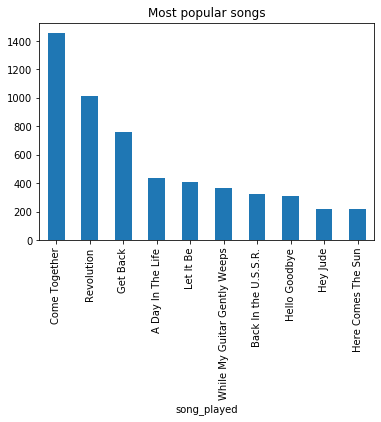 Most popular songs
1400
1200
1000
800
600
400
200
0
Come Together
Revolution
Get Back
A Day In The Life
Let It Be
While My Guitar Gently Weeps
Back In the U.S.S.R.
Hello Goodbye
Hey Jude
Here Comes The Sun
song_played